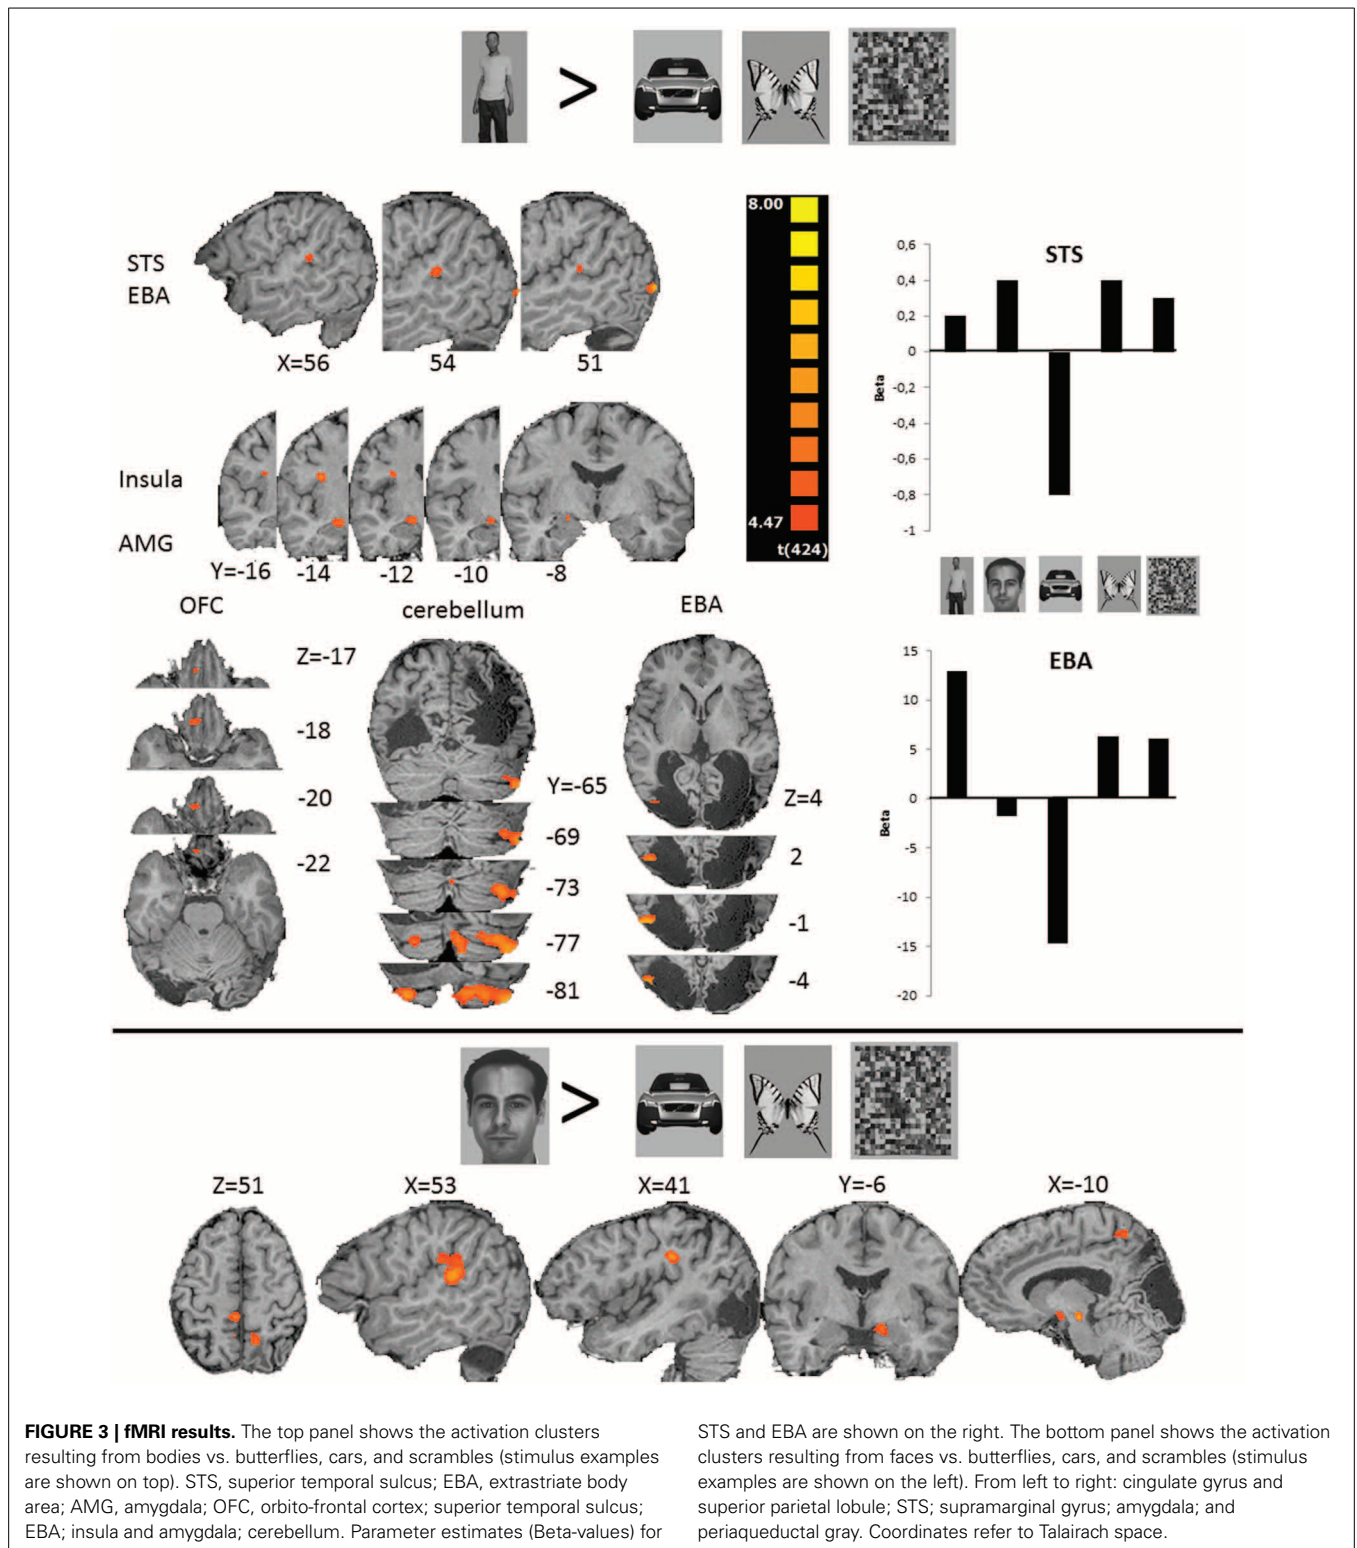 >
STS
EBA
X=56
54
51
8.00
4.47
t(424)
STS
Beta
0,6
0,4
0,2
0
-0,2
-0,4
-0,6
-0,8
-1
Insula
AMG
Y=-16
-14
-12
-10
-8
OFC
Z=-17
-18
-20
-22
cerebellum
Y=-65
-69
-73
-77
-81
EBA
Z=4
2
-1
-4
EBA
Beta
15
10
5
0
-5
-10
-15
-20
>
Z=51
X=53
X=41
Y=-6
X=-10
FIGURE 3 | fMRI results. The top panel shows the activation clusters
resulting from bodies vs. butterflies, cars, and scrambles (stimulus examples
are shown on top). STS, superior temporal sulcus; EBA, extrastriate body
area; AMG, amygdala; OFC, orbito-frontal cortex; superior temporal sulcus;
EBA; insula and amygdala; cerebellum. Parameter estimates (Beta-values) for
STS and EBA are shown on the right. The bottom panel shows the activation
clusters resulting from faces vs. butterflies, cars, and scrambles (stimulus
examples are shown on the left). From left to right: cingulate gyrus and
superior parietal lobule; STS; supramarginal gyrus; amygdala; and
periaqueductal gray. Coordinates refer to Talairach space.